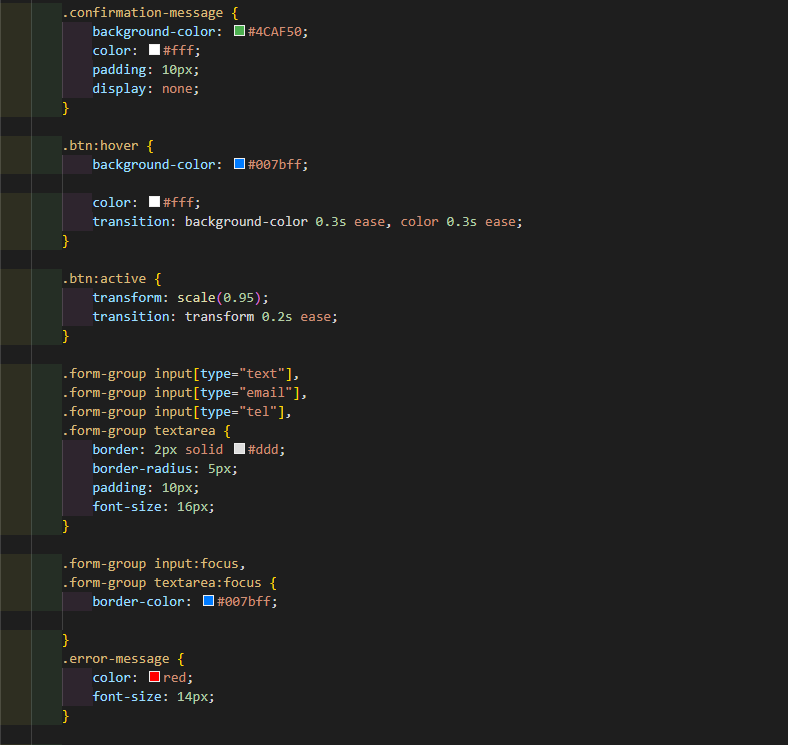 .confirmation-message {
    background-color: #4CAF50;
    color: #fff;
    padding: 10px;
    display: none;
}

.btn:hover {
    background-color: #007bff;

    color: #fff;
    transition: background-color 0.3s ease, color 0.3s ease;
}

.btn:active {
    transform: scale(0.95);
    transition: transform 0.2s ease;
}

.form-group input[type="text"],
.form-group input[type="email"],
.form-group input[type="tel"],
.form-group textarea {
    border: 2px solid #ddd;
    border-radius: 5px;
    padding: 10px;
    font-size: 16px;
}

.form-group input:focus,
.form-group textarea:focus {
    border-color: #007bff;

}
.error-message {
    color: red;
    font-size: 14px;
}